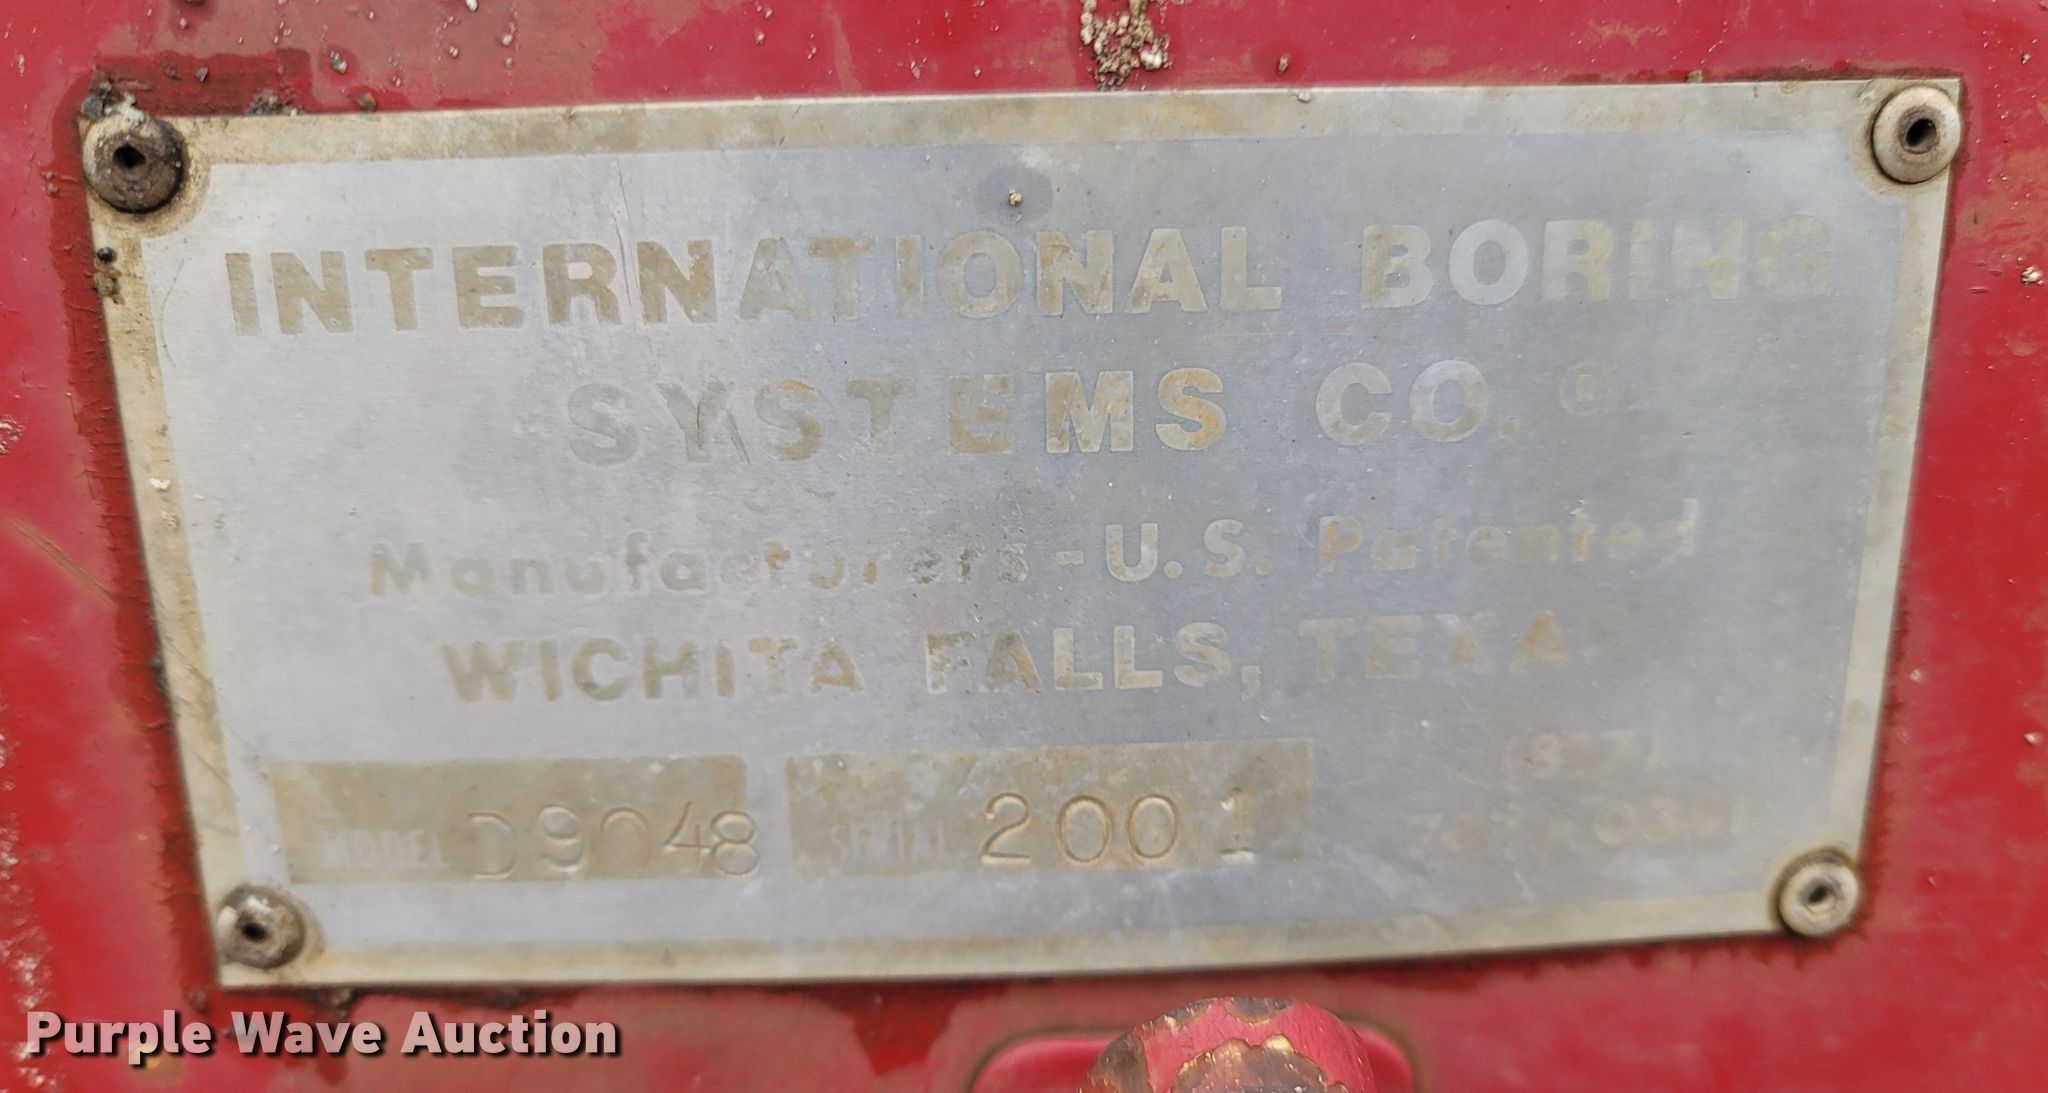 INTERNATIONAL BORING
SYSTEMS CO. ®
Manufacturers - U.S. Patented
WICHITA FALLS, TEXAS
MODEL D9048 SERIAL 2001
Purple Wave Auction